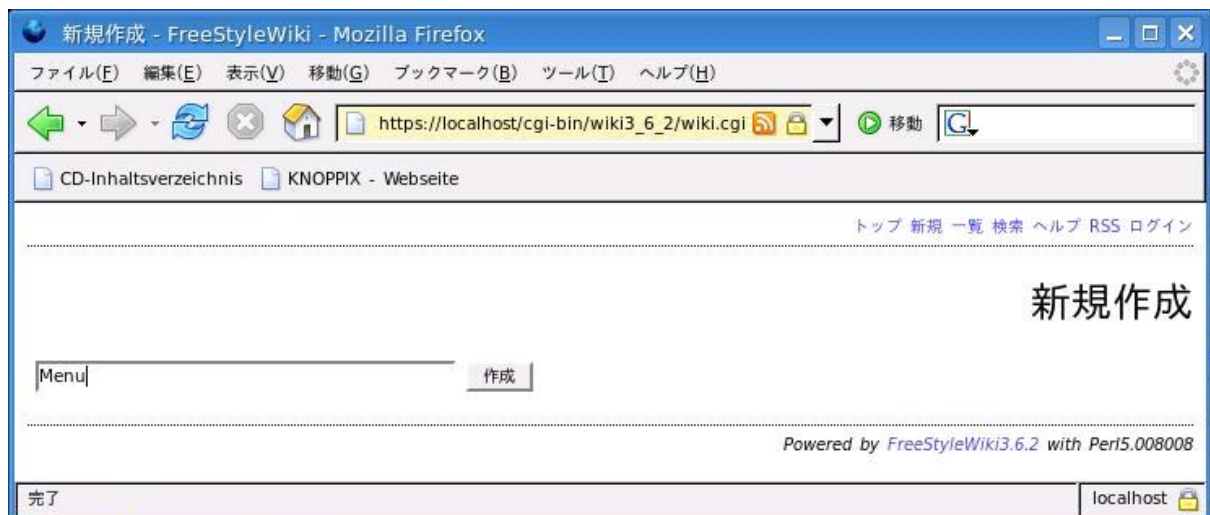 新規作成 - FreeStyleWiki - Mozilla Firefox
ファイル(F) 編集(E) 表示(V) 移動(G) ブックマーク(B) ツール(T) ヘルプ(H)
https://localhost/cgi-bin/wiki3_6_2/wiki.cgi 移動 G
CD-Inhaltsverzeichnis KNOPPIX - Webseite
トップ 新規 一覧 検索 ヘルプ RSS ログイン
新規作成
Menu 作成
Powered by FreeStyleWiki3.6.2 with Perl5.008008
完了 localhost